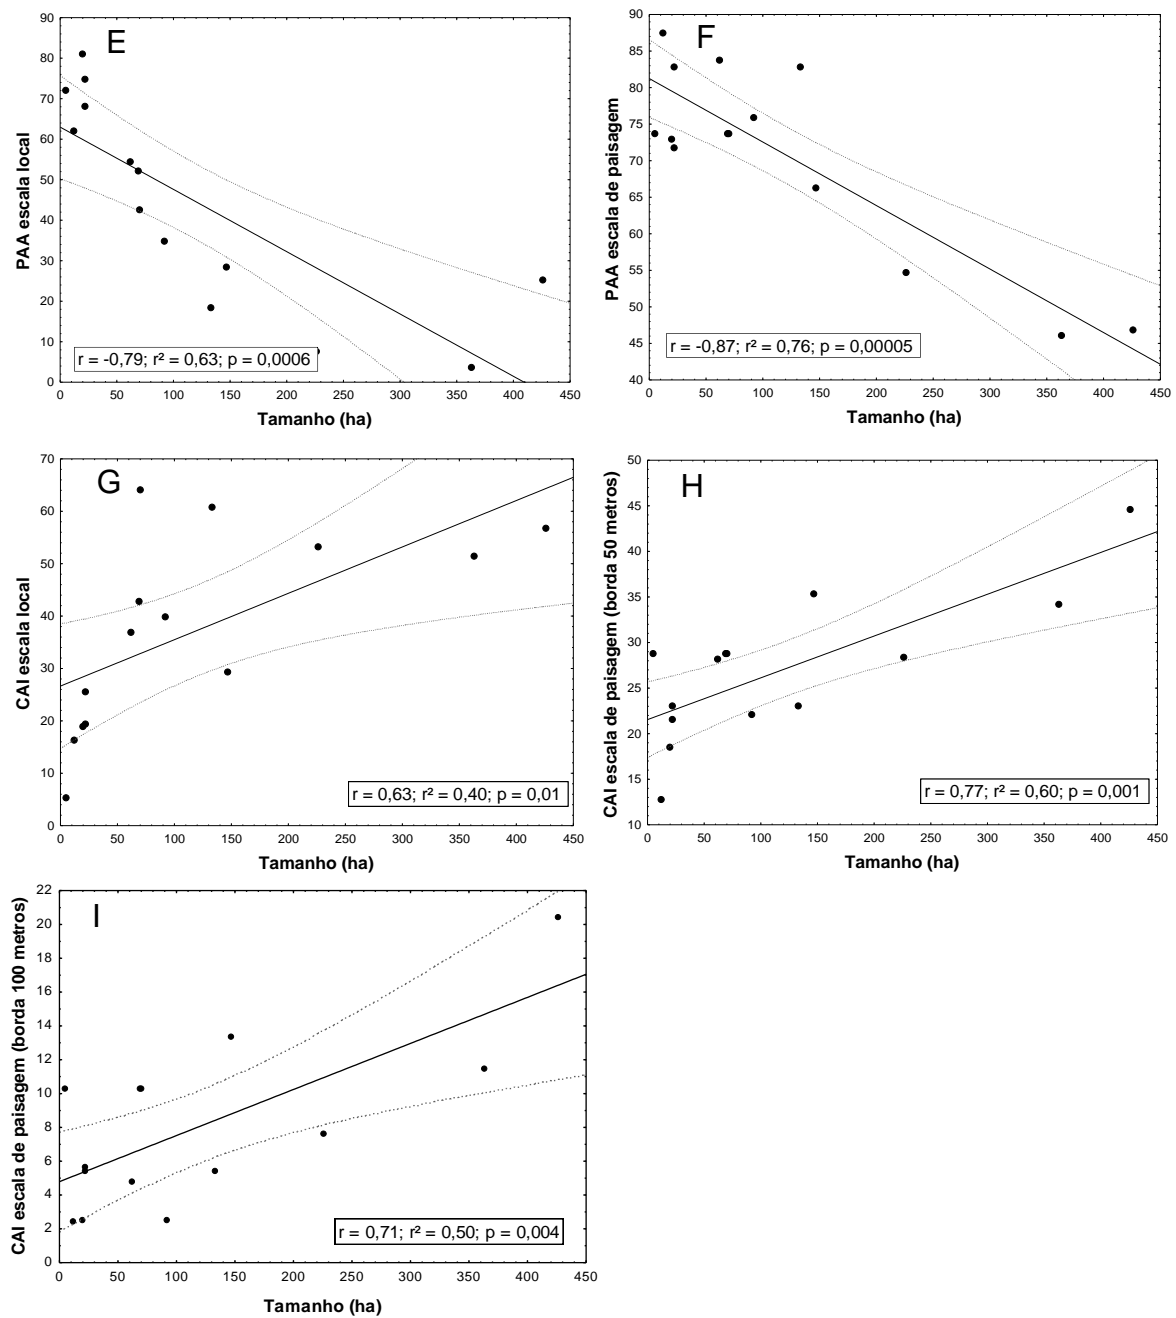 E
PAA escala local
90
80
70
60
50
40
30
20
10
0
r = -0,79; r² = 0,63; p = 0,0006
0 50 100 150 200 250 300 350 400 450
Tamanho (ha)
F
PAA escala de paisagem
90
85
80
75
70
65
60
55
50
45
40
r = -0,87; r² = 0,76; p = 0,00005
0 50 100 150 200 250 300 350 400 450
Tamanho (ha)
G
CAI escala local
70
60
50
40
30
20
10
0
r = 0,63; r² = 0,40; p = 0,01
0 50 100 150 200 250 300 350 400 450
Tamanho (ha)
H
CAI escala de paisagem (borda 50 metros)
50
45
40
35
30
25
20
15
10
r = 0,77; r² = 0,60; p = 0,001
0 50 100 150 200 250 300 350 400 450
Tamanho (ha)
I
CAI escala de paisagem (borda 100 metros)
22
20
18
16
14
12
10
8
6
4
2
0
r = 0,71; r² = 0,50; p = 0,004
0 50 100 150 200 250 300 350 400 450
Tamanho (ha)